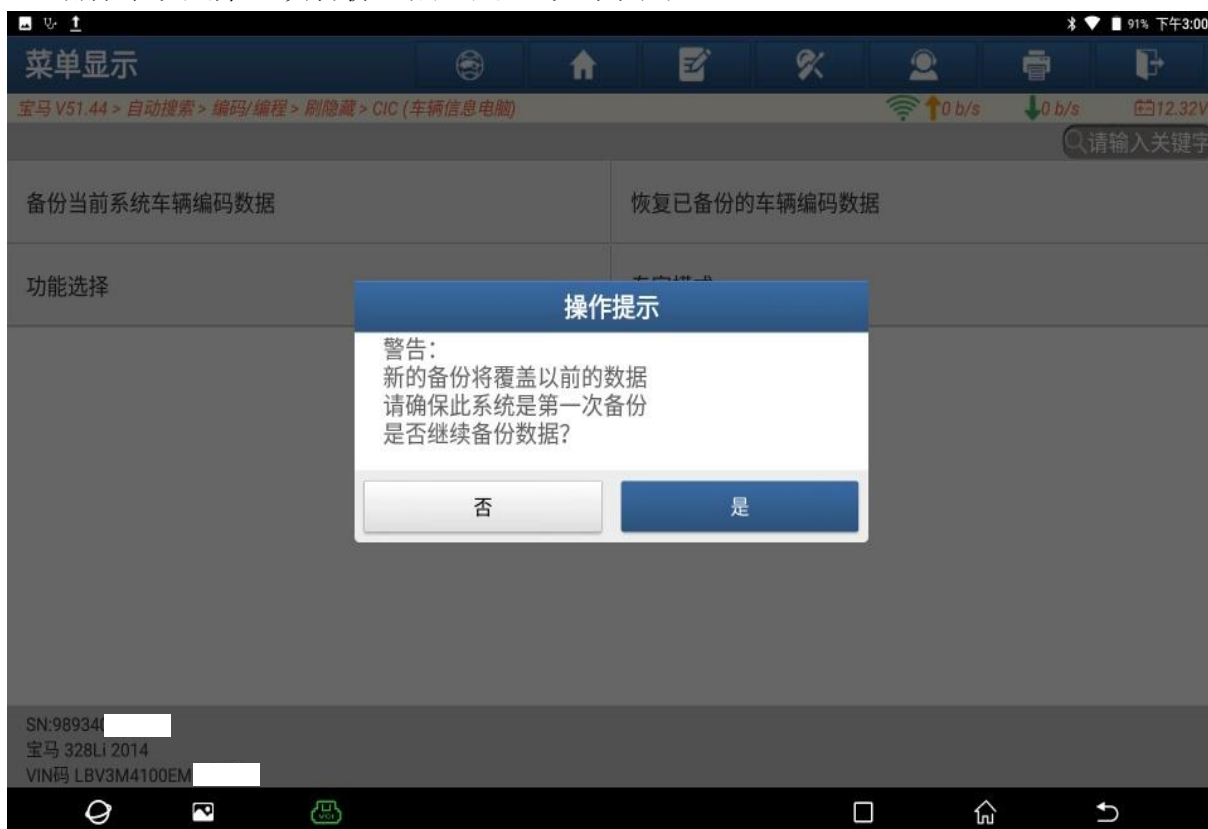 91% 下午3:00
菜单显示
宝马 V51.44 > 自动搜索 > 编码/编程 > 刷隐藏 > CIC (车辆信息电脑)
0 b/s
0 b/s
12.32V
请输入关键字
备份当前系统车辆编码数据
恢复已备份的车辆编码数据
功能选择
操作提示
警告：
新的备份将覆盖以前的数据
请确保此系统是第一次备份
是否继续备份数据？
否
是
SN:989340
宝马 328Li 2014
VIN码 LBV3M4100EM
VCI